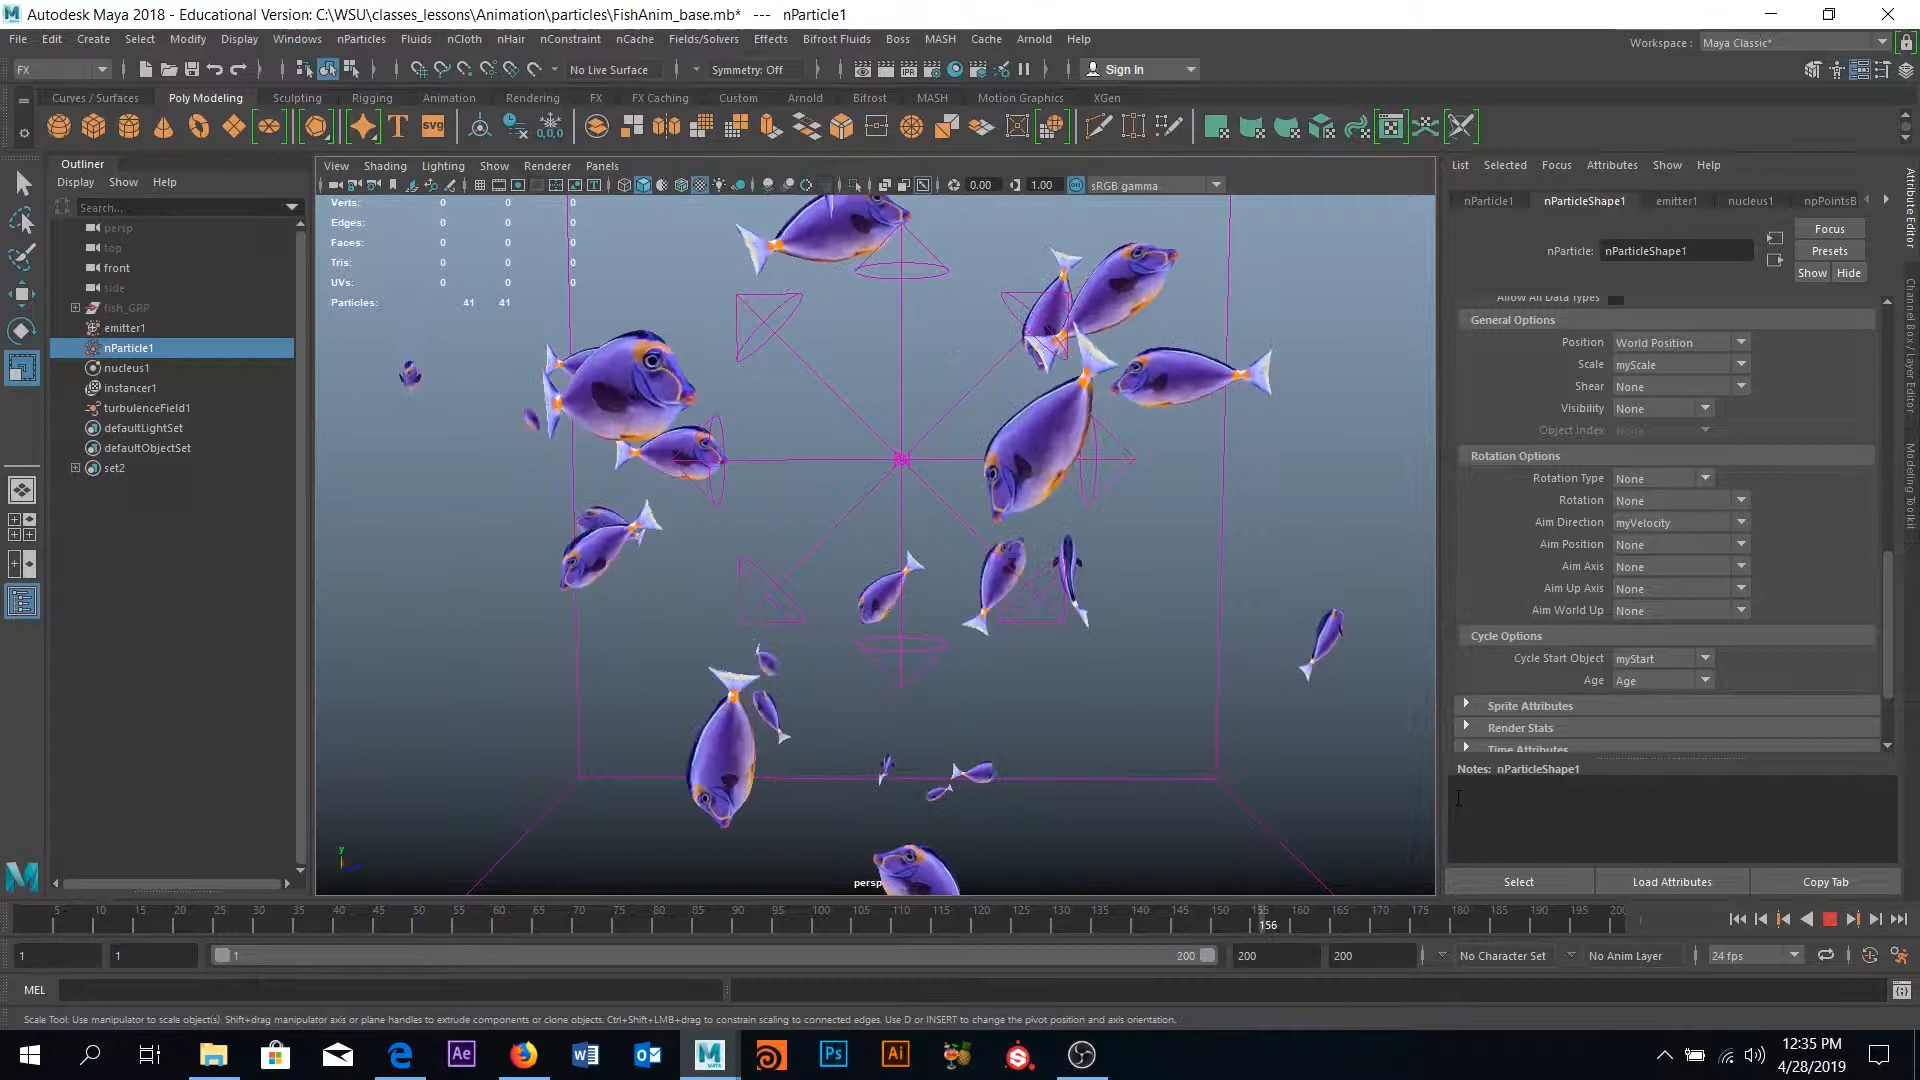 Autodesk Maya 2018 - Educational Version: C:\WSU\classes_lessons\Animation\particles\FishAnim_base.mb* --- nParticle1
File Edit Create Select Modify Display Windows nParticles Fluids nCloth nHair nConstraint nCache Fields/Solvers Effects Bifrost Fluids Boss MASH Cache Arnold Help
Workspace : Maya Classic*
FX No Live Surface Symmetry: Off Sign In
Curves / Surfaces Poly Modeling Sculpting Rigging Animation Rendering FX FX Caching Custom Arnold Bifrost MASH Motion Graphics XGen
Outliner
Display Show Help
Search...
persp
top
front
side
fish_GRP
emitter1
nParticle1
nucleus1
instancer1
turbulenceField1
defaultLightSet
defaultObjectSet
set2
View Shading Lighting Show Renderer Panels
0.00 1.00 sRGB gamma
Verts: 0 0 0
Edges: 0 0 0
Faces: 0 0 0
Tris: 0 0 0
UVs: 0 0 0
Particles: 41 41
persp
y
List Selected Focus Attributes Show Help
nParticle1 nParticleShape1 emitter1 nucleus1 npPointsB
nParticle: nParticleShape1
Focus
Presets
Show Hide
Allow All Data Types
General Options
Position World Position
Scale myScale
Shear None
Visibility None
Object Index None
Rotation Options
Rotation Type None
Rotation None
Aim Direction myVelocity
Aim Position None
Aim Axis None
Aim Up Axis None
Aim World Up None
Cycle Options
Cycle Start Object myStart
Age Age
Sprite Attributes
Render Stats
Time Attributes
Notes: nParticleShape1
Select Load Attributes Copy Tab
Attribute Editor
Channel Box / Layer Editor
Modeling Toolkit
5 10 15 20 25 30 35 40 45 50 55 60 65 70 75 80 85 90 95 100 105 110 115 120 125 130 135 140 145 150 155 160 165 170 175 180 185 190 195 200
156
1 1 1 200 200 200 No Character Set No Anim Layer 24 fps
MEL
Scale Tool: Use manipulator to scale object(s). Shift+drag manipulator axis or plane handles to extrude components or clone objects. Ctrl+Shift+LMB+drag to constrain scaling to connected edges. Use D or INSERT to change the pivot position and axis orientation.
12:35 PM
4/28/2019